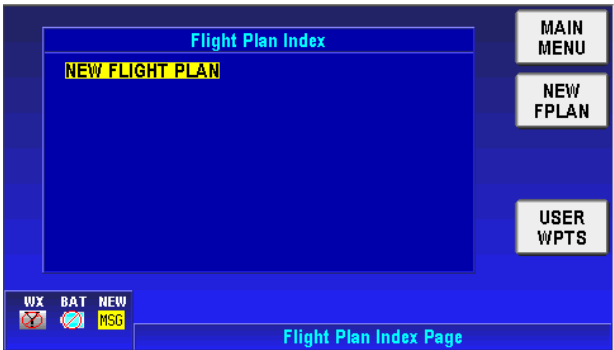 Flight Plan Index
NEW FLIGHT PLAN
MAIN
MENU
NEW
FPLAN
USER
WPTS
WX BAT NEW
MSG
Flight Plan Index Page